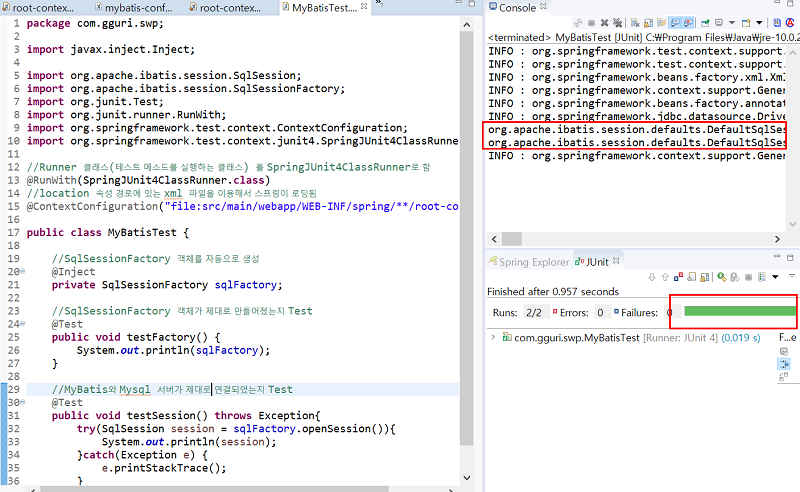 root-contex...
mybatis-conf...
root-contex...
MyBatisTest....
1 package com.gguri.swp;
2
3 import javax.inject.Inject;
4
5 import org.apache.ibatis.session.SqlSession;
6 import org.apache.ibatis.session.SqlSessionFactory;
7 import org.junit.Test;
8 import org.junit.runner.RunWith;
9 import org.springframework.test.context.ContextConfiguration;
10 import org.springframework.test.context.junit4.SpringJUnit4ClassRunner
11
12 //Runner 클래스(테스트 메소드를 실행하는 클래스) 를 SpringJUnit4ClassRunner로 함
13 @RunWith(SpringJUnit4ClassRunner.class)
14 //location 속성 경로에 있는 xml 파일을 이용해서 스프링이 로딩됨
15 @ContextConfiguration("file:src/main/webapp/WEB-INF/spring/**/root-co
16
17 public class MyBatisTest {
18
19 //SqlSessionFactory 객체를 자동으로 생성
20 @Inject
21 private SqlSessionFactory sqlFactory;
22
23 //SqlSessionFactory 객체가 제대로 만들어졌는지 Test
24 @Test
25 public void testFactory() {
26 System.out.println(sqlFactory);
27 }
28
29 //MyBatis와 Mysql 서버가 제대로 연결되었는지 Test
30 @Test
31 public void testSession() throws Exception{
32 try(SqlSession session = sqlFactory.openSession()){
33 System.out.println(session);
34 }catch(Exception e) {
35 e.printStackTrace();
36 }
Console
<terminated> MyBatisTest [JUnit] C:₩Program Files₩Java₩jre-10.0.2
INFO : org.springframework.test.context.support.
INFO : org.springframework.test.context.support.
INFO : org.springframework.beans.factory.xml.Xml
INFO : org.springframework.context.support.Gener
INFO : org.springframework.beans.factory.annotat
INFO : org.springframework.jdbc.datasource.Drive
org.apache.ibatis.session.defaults.DefaultSqlSes
org.apache.ibatis.session.defaults.DefaultSqlSes
INFO : org.springframework.context.support.Gener
Spring Explorer JUnit
Finished after 0.957 seconds
Runs: 2/2 Errors: 0 Failures: 0
com.gguri.swp.MyBatisTest [Runner: JUnit 4] (0.019 s)
F...e